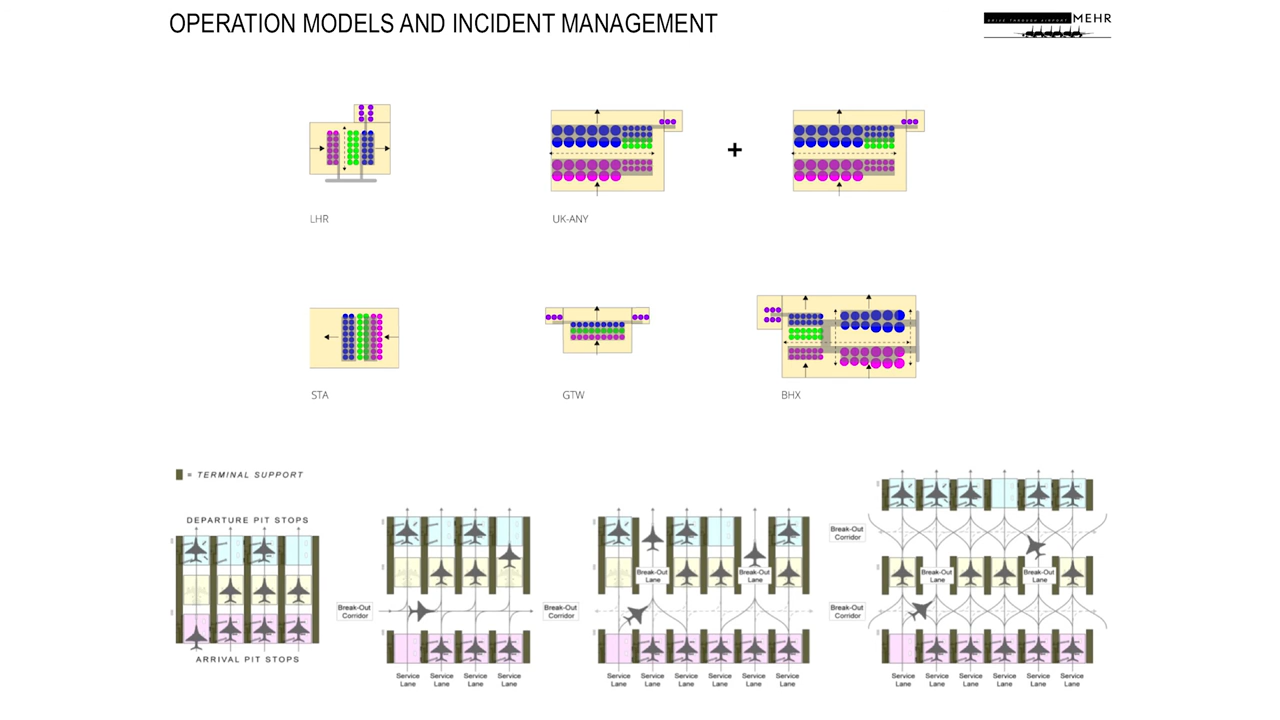 OPERATION MODELS AND INCIDENT MANAGEMENT
DRIVE THROUGH AIRPORT MEHR
+
LHR
UK-ANY
STA
GTW
BHX
= TERMINAL SUPPORT
DEPARTURE PIT STOPS
ARRIVAL PIT STOPS
Break-Out
Corridor
Service
Lane
Service
Lane
Service
Lane
Service
Lane
Break-Out
Corridor
Break-Out
Lane
Break-Out
Lane
Service
Lane
Service
Lane
Service
Lane
Service
Lane
Service
Lane
Service
Lane
Break-Out
Corridor
Break-Out
Lane
Break-Out
Lane
Break-Out
Corridor
Service
Lane
Service
Lane
Service
Lane
Service
Lane
Service
Lane
Service
Lane